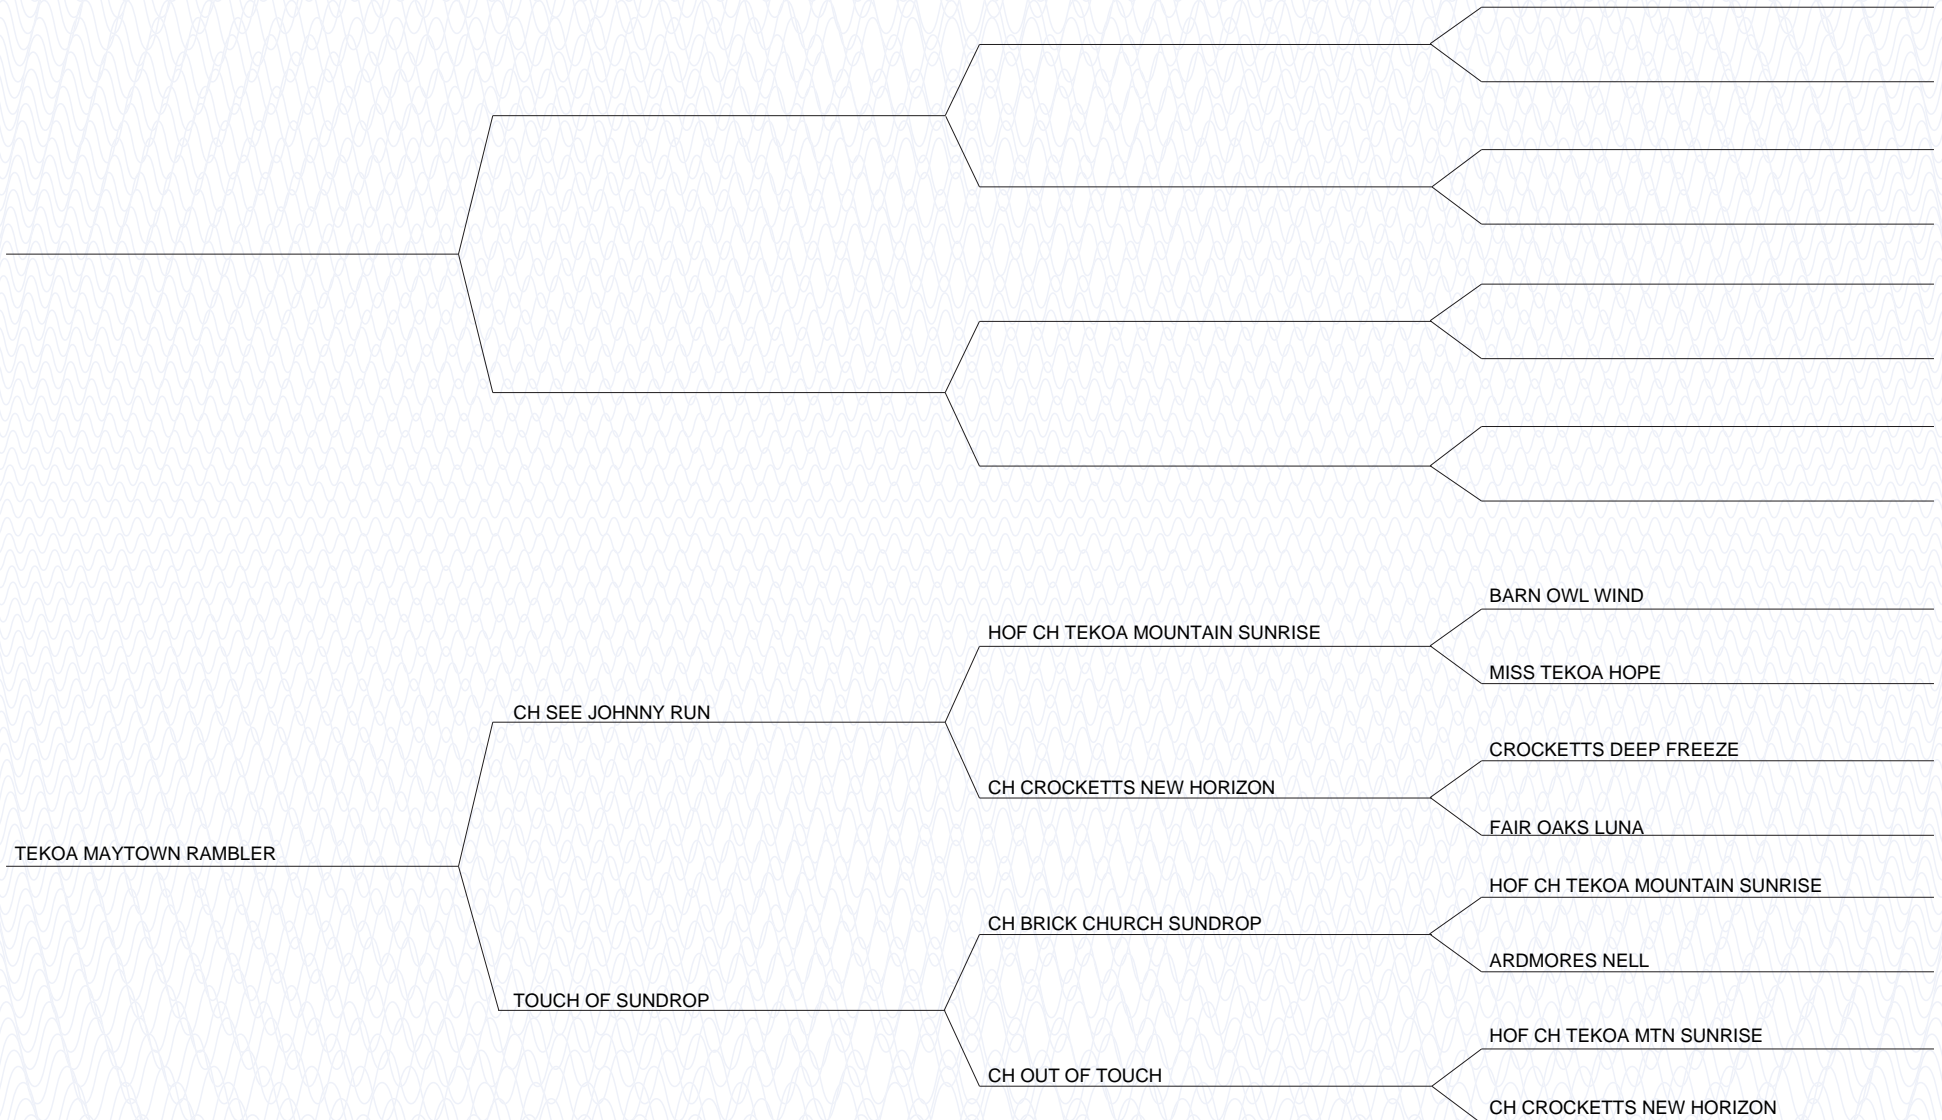 BARN OWL WIND
HOF CH TEKOA MOUNTAIN SUNRISE
MISS TEKOA HOPE
CH SEE JOHNNY RUN
CROCKETTS DEEP FREEZE
CH CROCKETTS NEW HORIZON
FAIR OAKS LUNA
TEKOA MAYTOWN RAMBLER
HOF CH TEKOA MOUNTAIN SUNRISE
CH BRICK CHURCH SUNDROP
ARDMORES NELL
TOUCH OF SUNDROP
HOF CH TEKOA MTN SUNRISE
CH OUT OF TOUCH
CH CROCKETTS NEW HORIZON